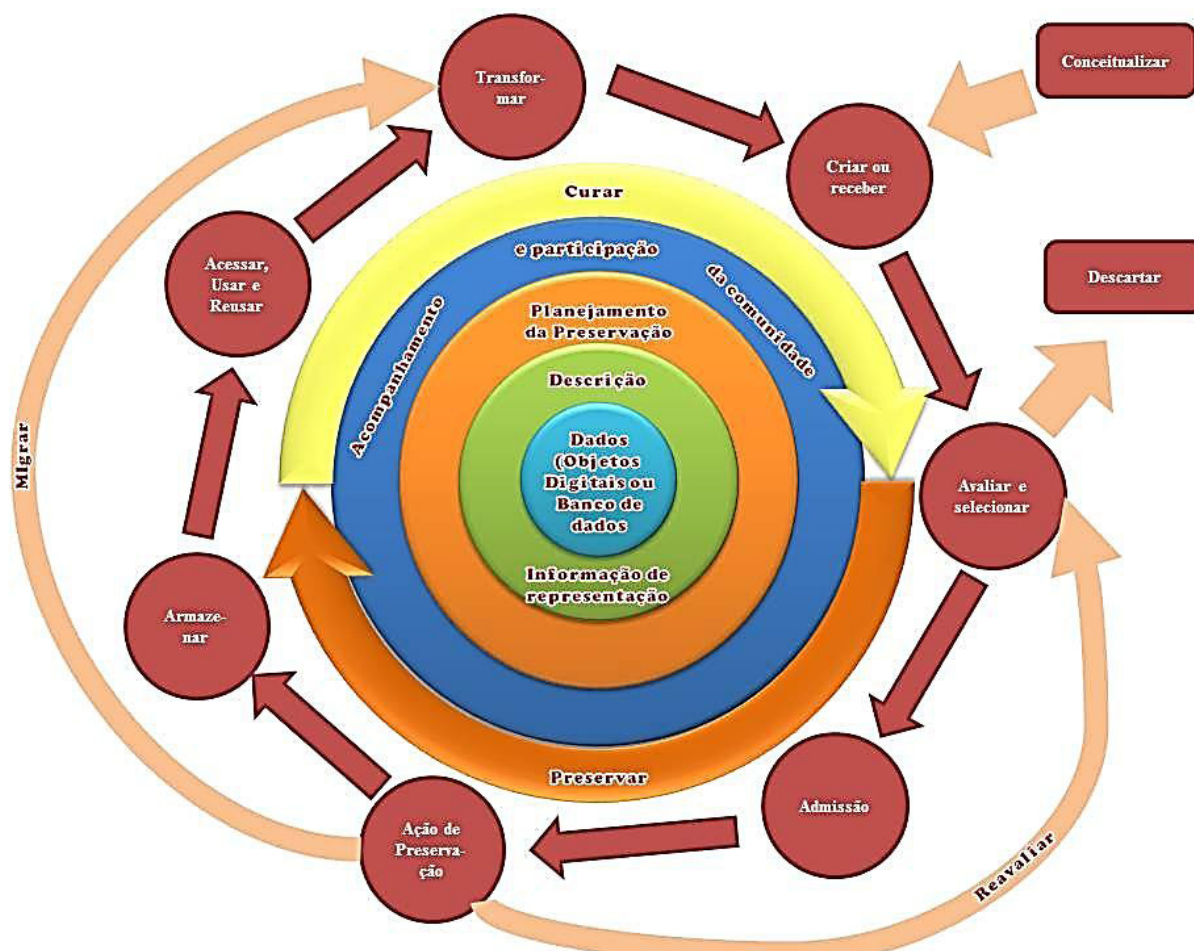 Transfor-
mar
Conceitualizar
Criar ou
receber
Curar
e participação
da comunidade
Acompanhamento
Acessar,
Usar e
Reusar
Descartar
Planejamento
da Preservação
Descrição
Dados
(Objetos
Digitais ou
Banco de
dados
Informação de
representação
MIgrar
Avaliar e
selecionar
Armaze-
nar
Preservar
Admissão
Ação de
Preserva-
ção
Reavaliar